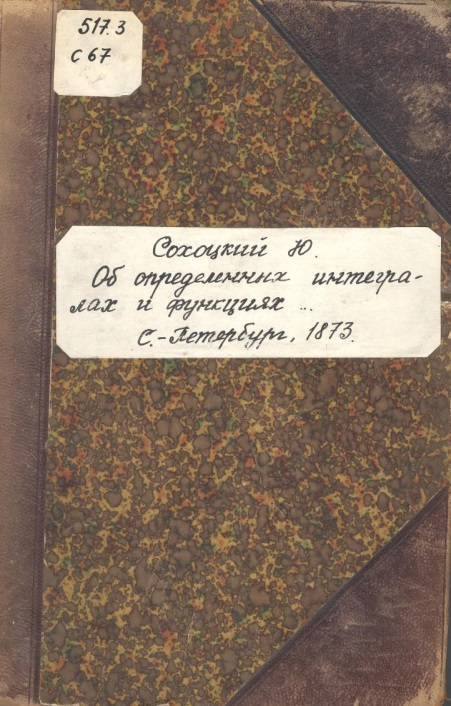 517.3
С 67
Сохоцкий Ю.
Об определенных интегра-
лах и функциях ...
С.-Петербург, 1873.